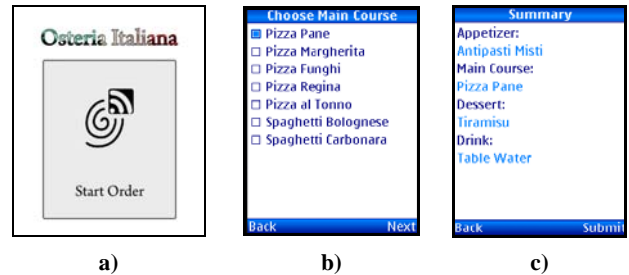 Osteria Italiana
Start Order
a)
Choose Main Course
Pizza Pane
Pizza Margherita
Pizza Funghi
Pizza Regina
Pizza al Tonno
Spaghetti Bolognese
Spaghetti Carbonara
Back Next
b)
Summary
Appetizer:
Antipasti Misti
Main Course:
Pizza Pane
Dessert:
Tiramisu
Drink:
Table Water
Back Submit
c)